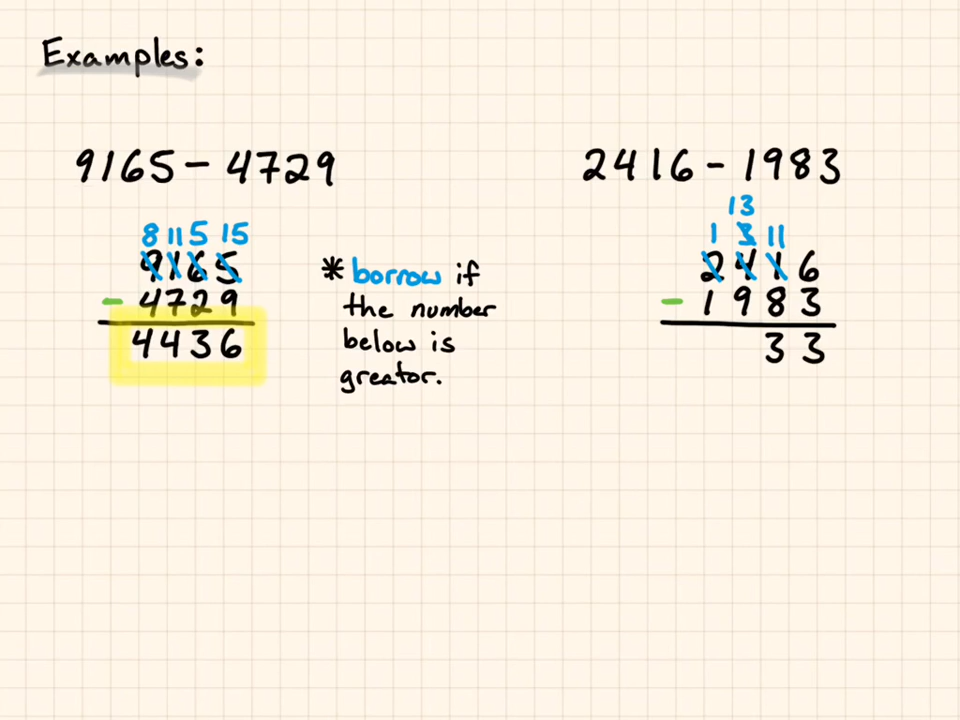 Examples:
9165 - 4729
8 11 5 15
9165
- 4729
4436
* borrow if
the number
below is
greator.
2416 - 1983
13
1 3 11
2416
- 1983
33